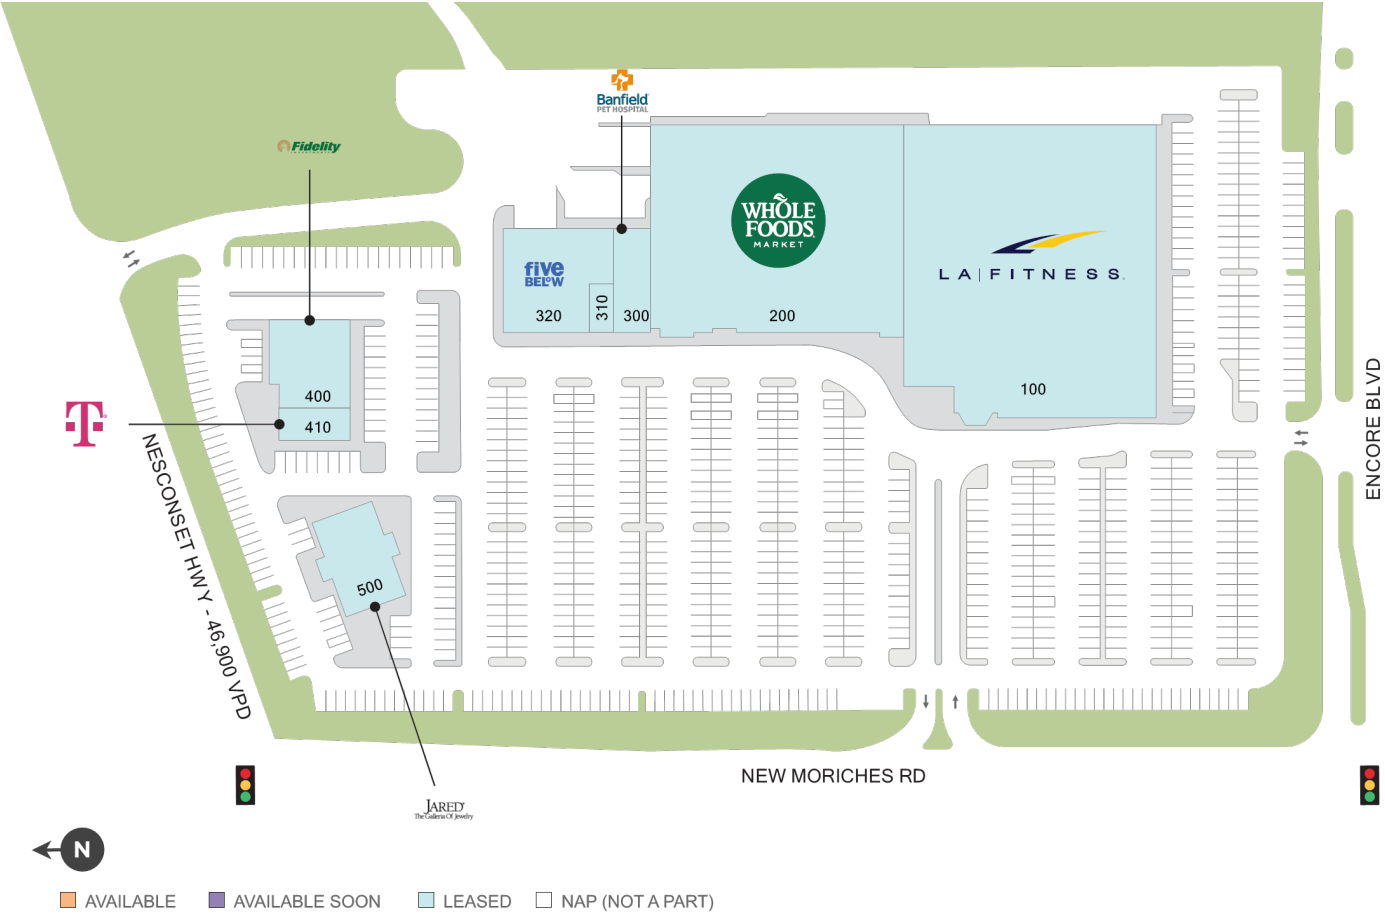 Banfield
PET HOSPITAL
Fidelity
WHOLE
FOODS
MARKET
five
BELOW
LA|FITNESS
320
310
300
200
100
400
410
T
500
ENCORE BLVD
NESCONSET HWY - 46,900 VPD
NEW MORICHES RD
JARED
The Galleria Of Jewelry
N
AVAILABLE
AVAILABLE SOON
LEASED
NAP (NOT A PART)